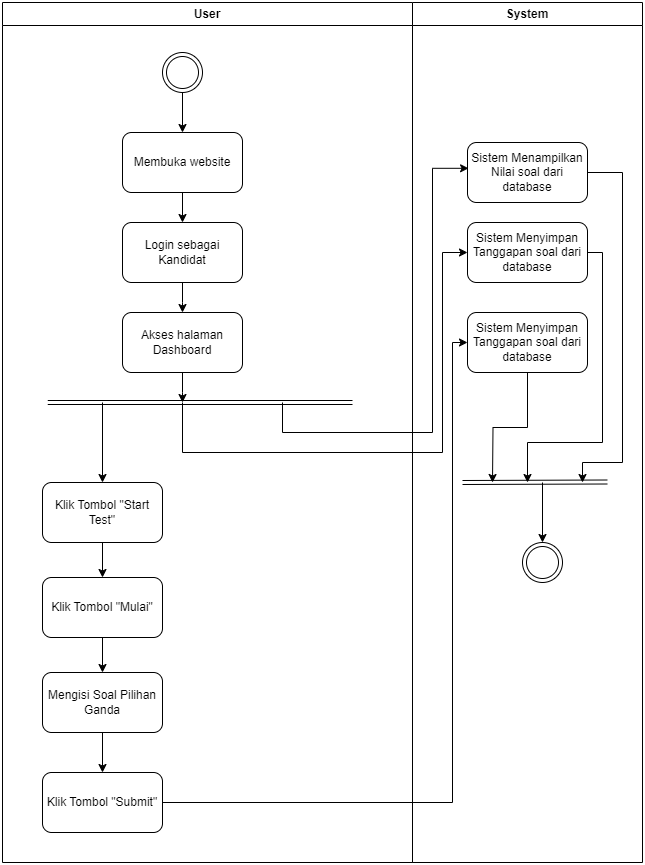 User
System
Membuka website
Login sebagai
Kandidat
Akses halaman
Dashboard
Klik Tombol "Start
Test"
Klik Tombol "Mulai"
Mengisi Soal Pilihan
Ganda
Klik Tombol "Submit"
Sistem Menampilkan
Nilai soal dari
database
Sistem Menyimpan
Tanggapan soal dari
database
Sistem Menyimpan
Tanggapan soal dari
database